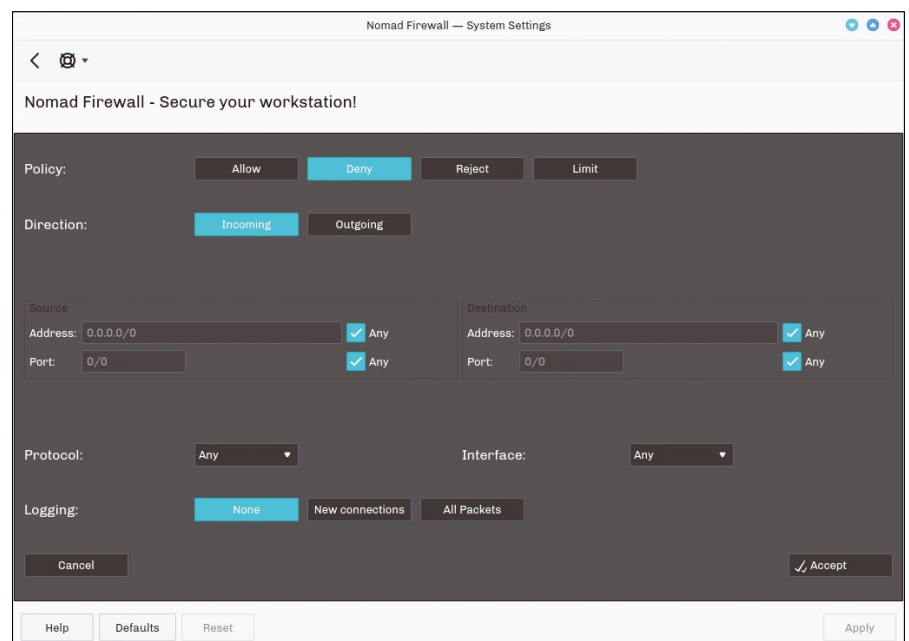 Nomad Firewall — System Settings
Nomad Firewall - Secure your workstation!
Policy: Allow Deny Reject Limit
Direction: Incoming Outgoing
Source Destination
Address: 0.0.0.0/0 Any Address: 0.0.0.0/0 Any
Port: 0/0 Any Port: 0/0 Any
Protocol: Any Interface: Any
Logging: None New connections All Packets
Cancel Accept
Help Defaults Reset Apply